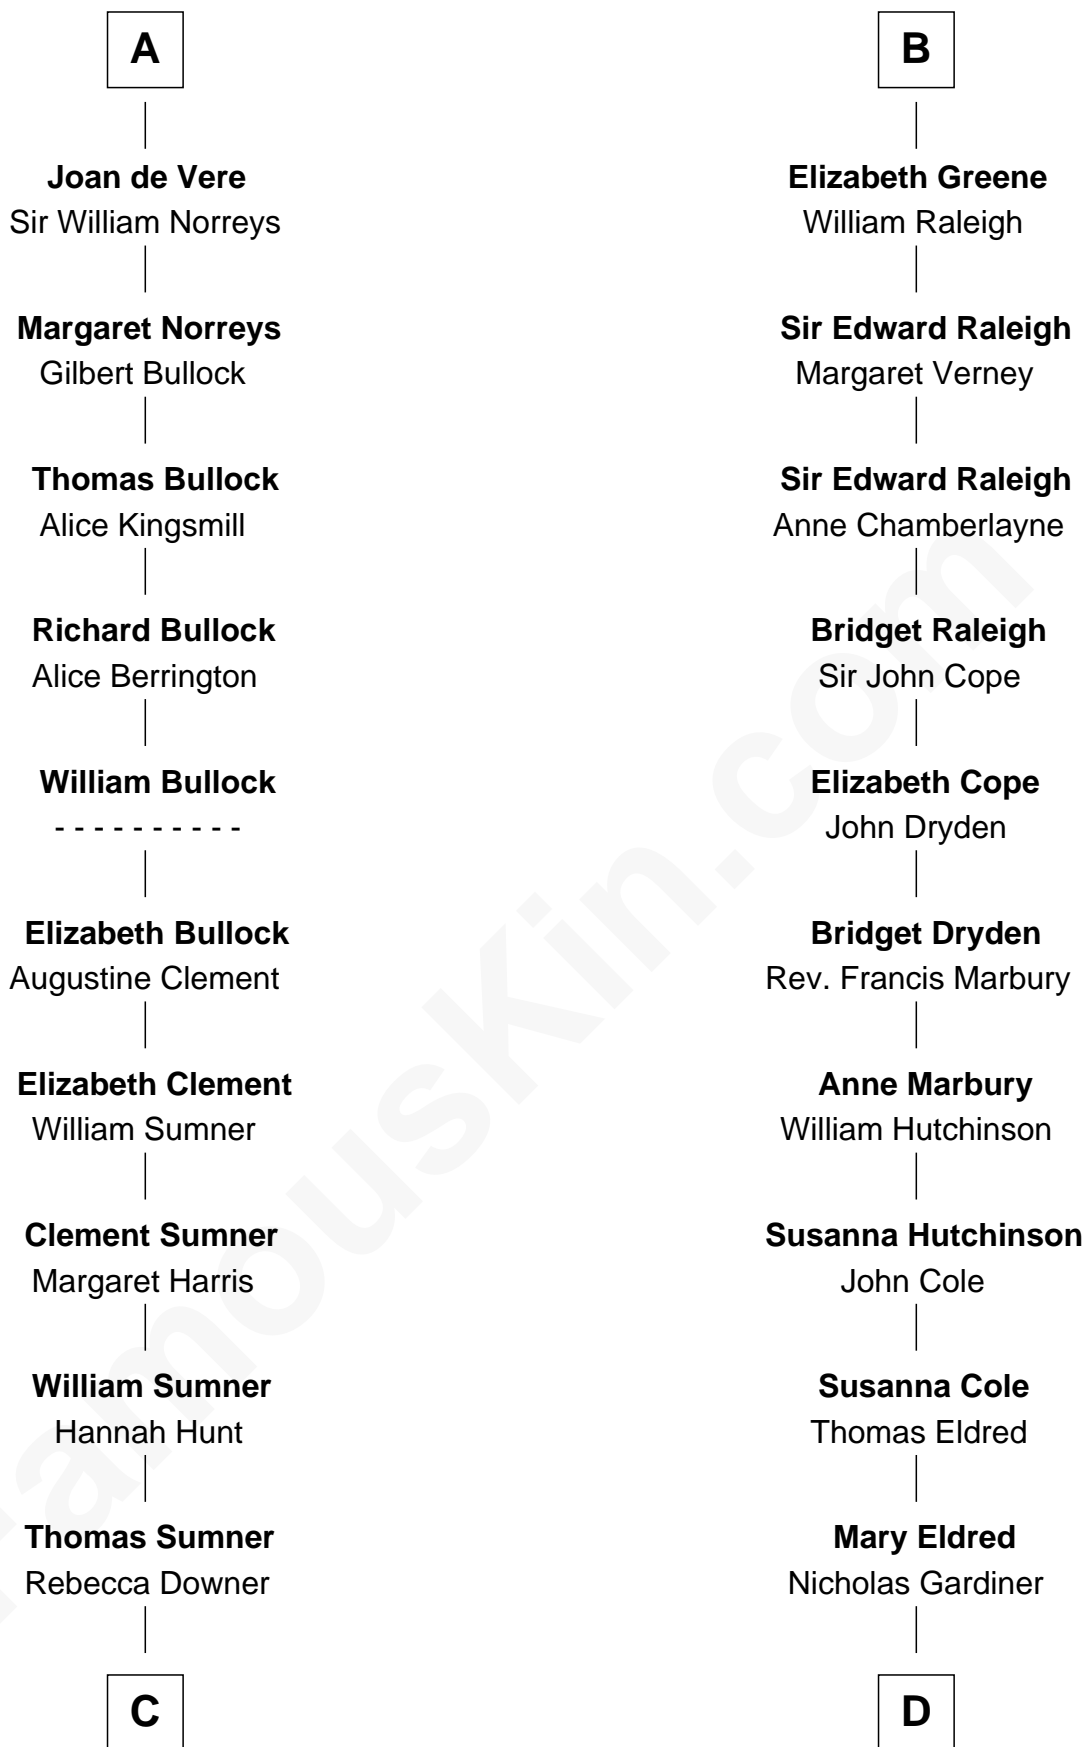 A
Joan de Vere
Sir William Norreys
Margaret Norreys
Gilbert Bullock
Thomas Bullock
Alice Kingsmill
Richard Bullock
Alice Berrington
William Bullock
- - - - - - - - - -
Elizabeth Bullock
Augustine Clement
Elizabeth Clement
William Sumner
Clement Sumner
Margaret Harris
William Sumner
Hannah Hunt
Thomas Sumner
Rebecca Downer
C
B
Elizabeth Greene
William Raleigh
Sir Edward Raleigh
Margaret Verney
Sir Edward Raleigh
Anne Chamberlayne
Bridget Raleigh
Sir John Cope
Elizabeth Cope
John Dryden
Bridget Dryden
Rev. Francis Marbury
Anne Marbury
William Hutchinson
Susanna Hutchinson
John Cole
Susanna Cole
Thomas Eldred
Mary Eldred
Nicholas Gardiner
D
FamousKin.com